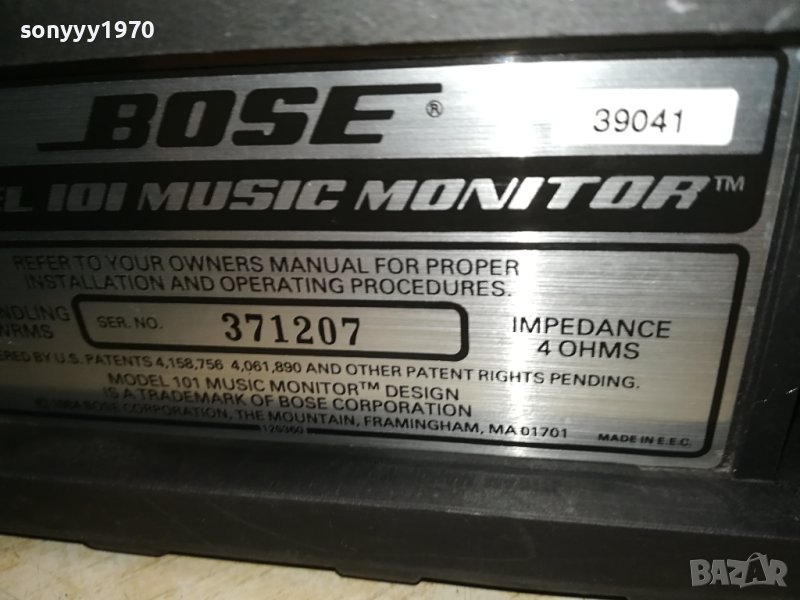 sonyyy1970
BOSE ®
39041
EL 101 MUSIC MONITOR™
REFER TO YOUR OWNERS MANUAL FOR PROPER
INSTALLATION AND OPERATING PROCEDURES.
NDLING
WRMS
SER. NO. 371207
IMPEDANCE
4 OHMS
ERED BY U.S. PATENTS 4,158,756 4,061,890 AND OTHER PATENT RIGHTS PENDING.
MODEL 101 MUSIC MONITOR™ DESIGN
IS A TRADEMARK OF BOSE CORPORATION
© 1984 BOSE CORPORATION, THE MOUNTAIN, FRAMINGHAM, MA 01701
MADE IN E.E.C.
BAZAR